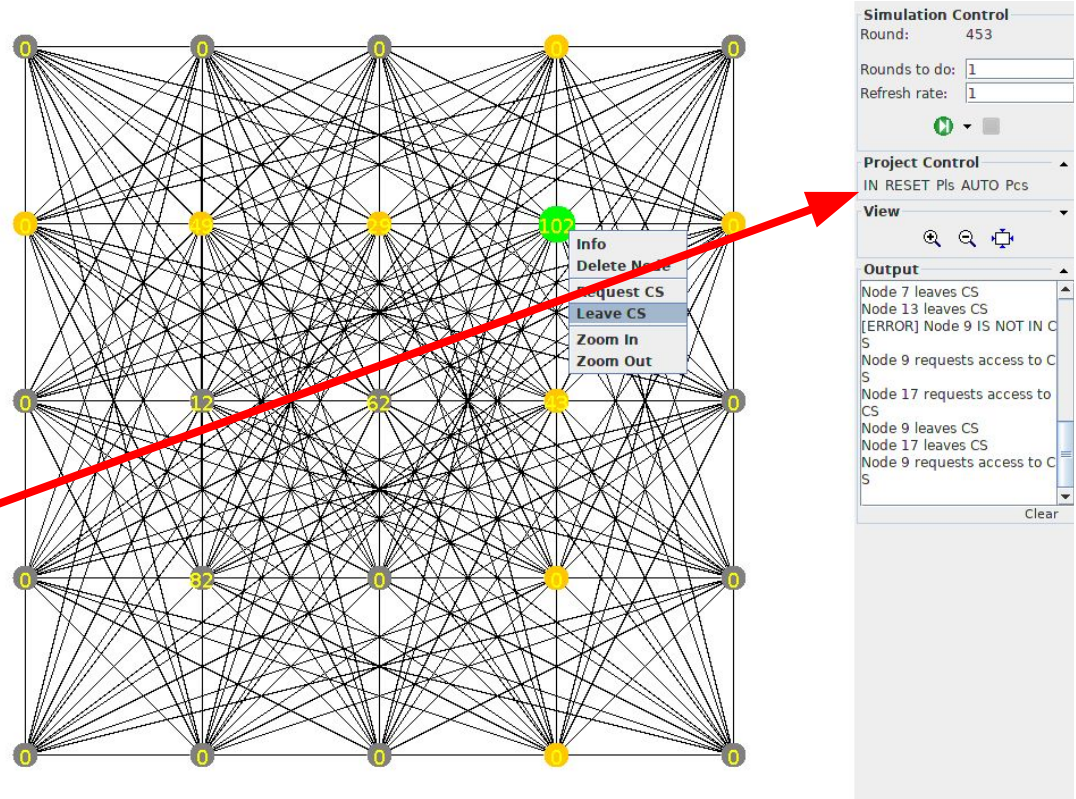 0 0 0 0 0
0 49 29 102 0
Info
Delete Node
Request CS
Leave CS
Zoom In
Zoom Out
0 12 62 43 0
0 82 0 0 0
0 0 0 0 0
Simulation Control
Round: 453
Rounds to do: 1
Refresh rate: 1
Project Control
IN RESET Pls AUTO Pcs
View
Output
Node 7 leaves CS
Node 13 leaves CS
[ERROR] Node 9 IS NOT IN C
S
Node 9 requests access to C
S
Node 17 requests access to
CS
Node 9 leaves CS
Node 17 leaves CS
Node 9 requests access to C
S
Clear